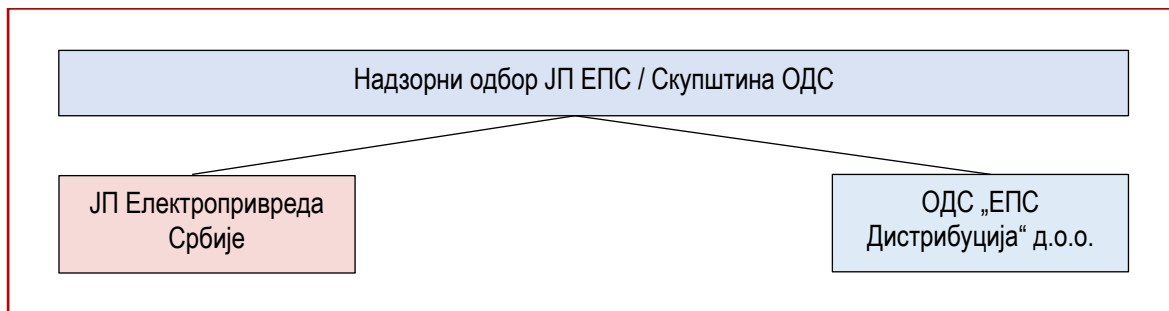 Надзорни одбор ЈП ЕПС / Скупштина ОДС
ЈП Електропривреда
Србије
ОДС „ЕПС
Дистрибуција“ д.о.о.